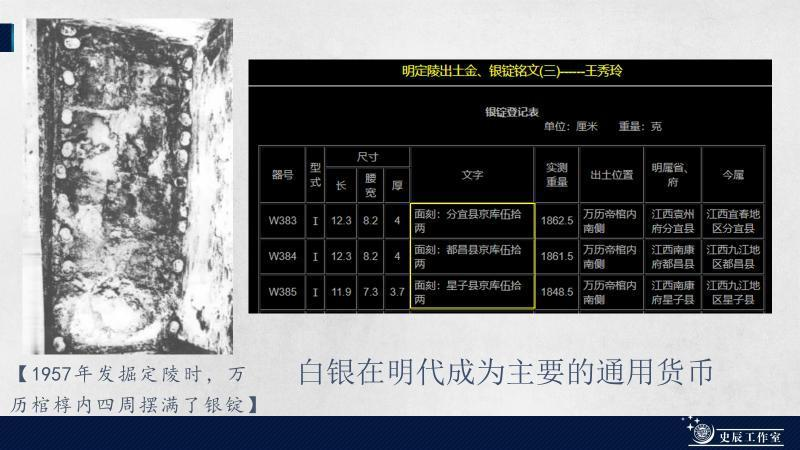 明定陵出土金、银锭铭文(三)------王秀玲
银锭登记表
单位：厘米 重量：克
器号 型式 尺寸 文字 实测重量 出土位置 明属省、府 今属
长 腰宽 厚
W383 I 12.3 8.2 4 面刻：分宜县京库伍拾两 1862.5 万历帝棺内南侧 江西袁州府分宜县 江西宜春地区分宜县
W384 I 12.3 8.2 4 面刻：都昌县京库伍拾两 1861.5 万历帝棺内南侧 江西南康府都昌县 江西九江地区都昌县
W385 I 11.9 7.3 3.7 面刻：星子县京库伍拾两 1848.5 万历帝棺内南侧 江西南康府星子县 江西九江地区星子县
【1957年发掘定陵时，万
历棺椁内四周摆满了银锭】
白银在明代成为主要的通用货币
史辰工作室